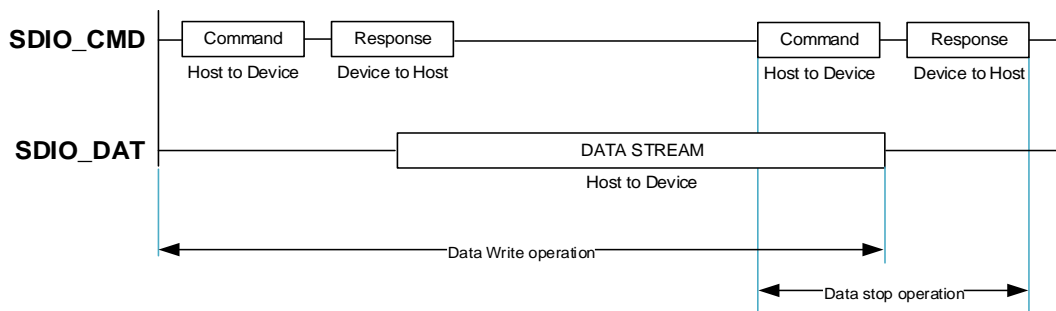 SDIO_CMD Command Response Command Response
Host to Device Device to Host Host to Device Device to Host
SDIO_DAT DATA STREAM
Host to Device
Data Write operation
Data stop operation